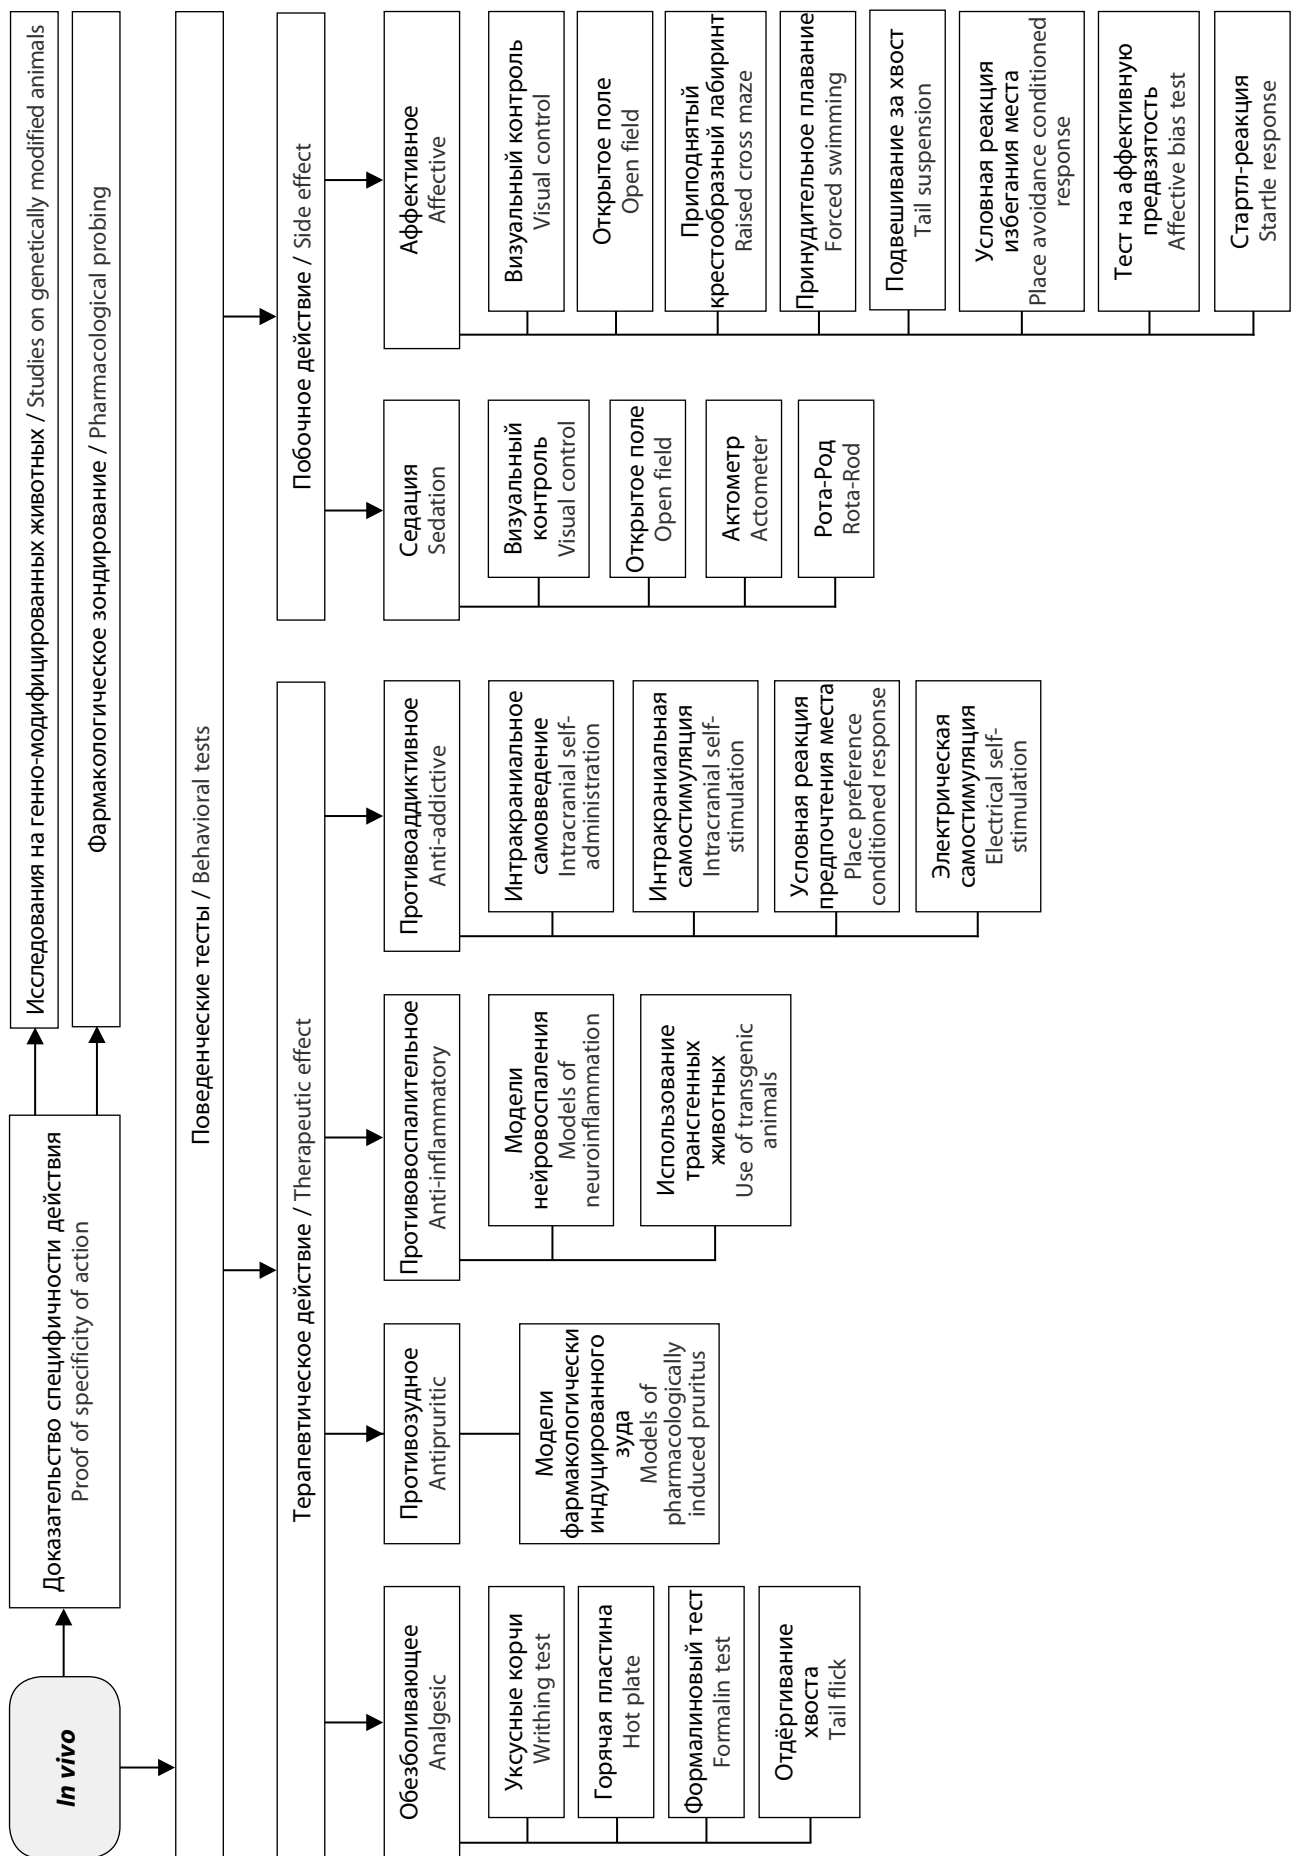 In vivo
Доказательство специфичности действия
Proof of specificity of action
Исследования на генно-модифицированных животных / Studies on genetically modified animals
Фармакологическое зондирование / Pharmacological probing
Поведенческие тесты / Behavioral tests
Терапевтическое действие / Therapeutic effect
Побочное действие / Side effect
Обезболивающее
Analgesic
Уксусные корчи
Writhing test
Горячая пластина
Hot plate
Формалиновый тест
Formalin test
Отдёргивание
хвоста
Tail flick
Противозудное
Antipruritic
Модели
фармакологически
индуцированного
зуда
Models of
pharmacologically
induced pruritus
Противовоспалительное
Anti-inflammatory
Модели
нейровоспаления
Models of
neuroinflammation
Использование
трансгенных
животных
Use of transgenic
animals
Противоаддиктивное
Anti-addictive
Интракраниальное
самовведение
Intracranial self-
administration
Интракраниальная
самостимуляция
Intracranial self-
stimulation
Условная реакция
предпочтения места
Place preference
conditioned response
Электрическая
самостимуляция
Electrical self-
stimulation
Седация
Sedation
Визуальный
контроль
Visual control
Открытое поле
Open field
Актометр
Actometer
Рота-Род
Rota-Rod
Аффективное
Affective
Визуальный контроль
Visual control
Открытое поле
Open field
Приподнятый
крестообразный лабиринт
Raised cross maze
Принудительное плавание
Forced swimming
Подвешивание за хвост
Tail suspension
Условная реакция
избегания места
Place avoidance conditioned
response
Тест на аффективную
предвзятость
Affective bias test
Стартл-реакция
Startle response